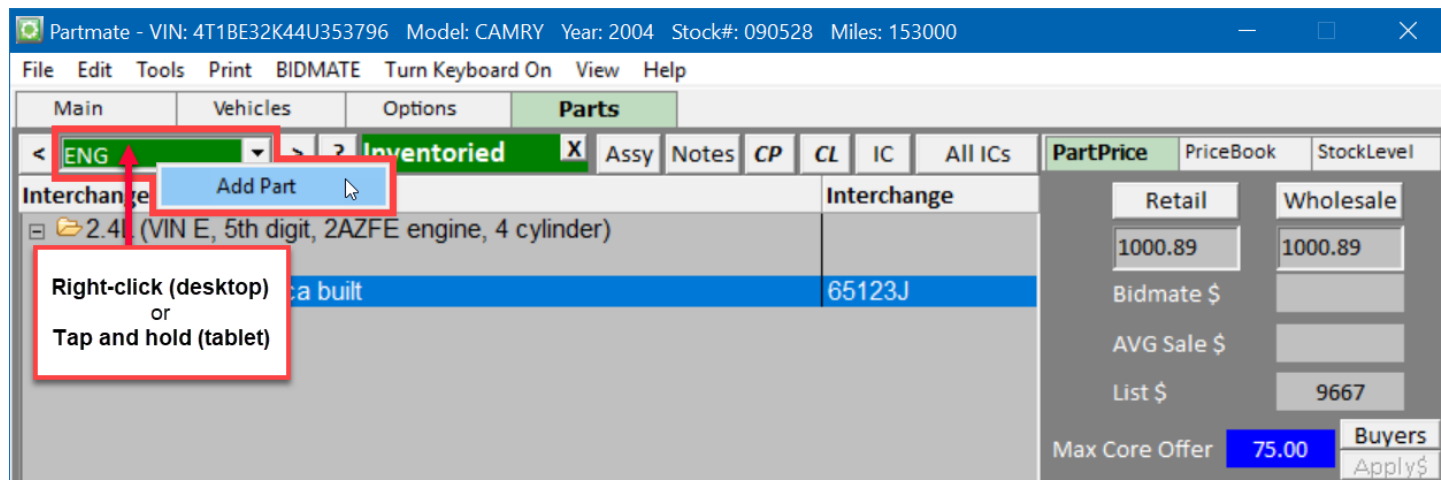 Partmate - VIN: 4T1BE32K44U353796 Model: CAMRY Year: 2004 Stock#: 090528 Miles: 153000
File Edit Tools Print BIDMATE Turn Keyboard On View Help
Main Vehicles Options Parts
< ENG > ? Inventoried X Assy Notes CP CL IC All ICs PartPrice PriceBook StockLevel
Add Part
Interchange Interchange
Retail Wholesale
2.4L (VIN E, 5th digit, 2AZFE engine, 4 cylinder)
1000.89 1000.89
Right-click (desktop)
or
Tap and hold (tablet)
ca built 65123J
Bidmate $
AVG Sale $
List $ 9667
Max Core Offer 75.00 Buyers
Apply$